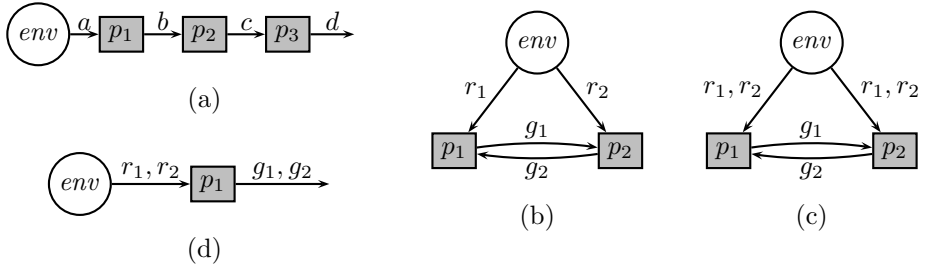 env a p₁ b p₂ c p₃ d
(a)
env r₁, r₂ p₁ g₁, g₂
(d)
env
r₁ r₂
p₁ g₁ p₂
g₂
(b)
env
r₁, r₂ r₁, r₂
p₁ g₁ p₂
g₂
(c)